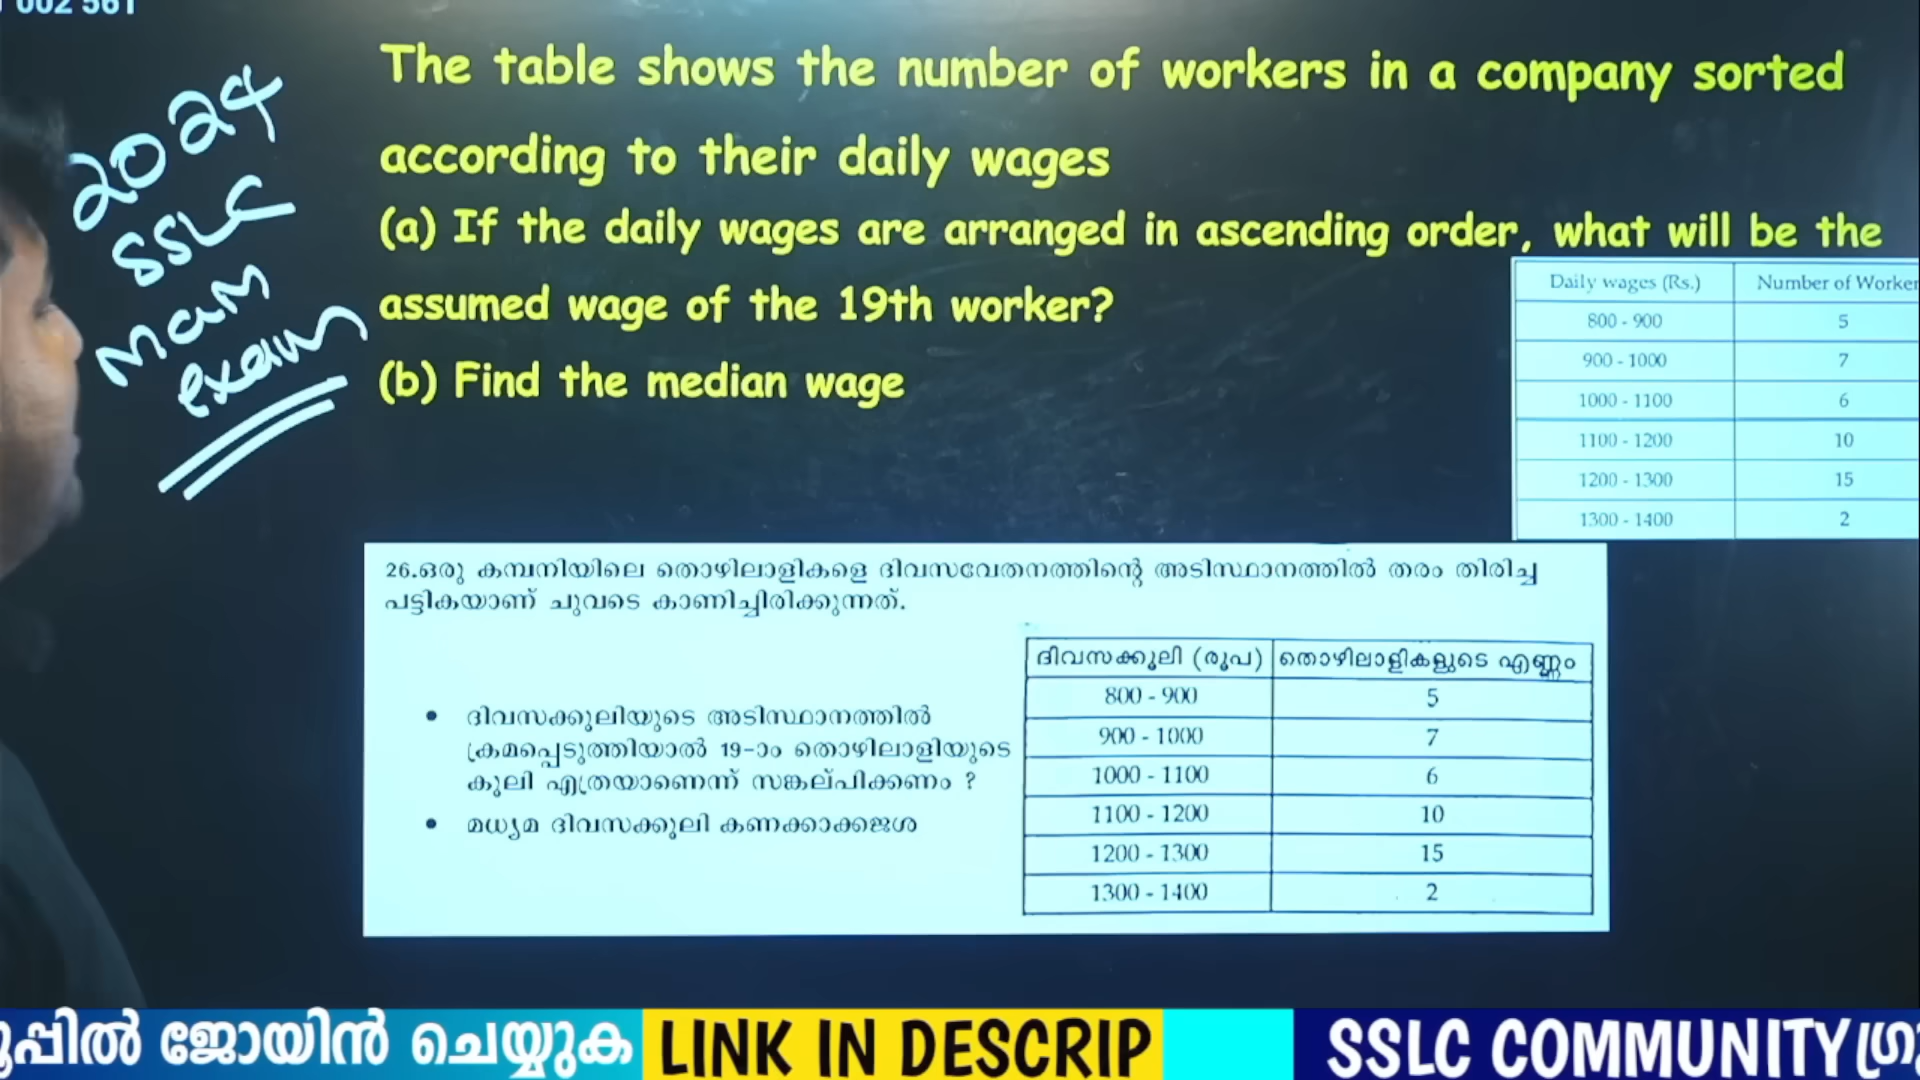 002 561
2024
SSLC
main
exam
The table shows the number of workers in a company sorted
according to their daily wages
(a) If the daily wages are arranged in ascending order, what will be the
assumed wage of the 19th worker?
(b) Find the median wage
Daily wages (Rs.) Number of Worker
800 - 900 5
900 - 1000 7
1000 - 1100 6
1100 - 1200 10
1200 - 1300 15
1300 - 1400 2
26.ഒരു കമ്പനിയിലെ തൊഴിലാളികളെ ദിവസവേതനത്തിന്റെ അടിസ്ഥാനത്തിൽ തരം തിരിച്ച
പട്ടികയാണ് ചുവടെ കാണിച്ചിരിക്കുന്നത്.
ദിവസക്കൂലി (രൂപ) തൊഴിലാളികളുടെ എണ്ണം
800 - 900 5
900 - 1000 7
1000 - 1100 6
1100 - 1200 10
1200 - 1300 15
1300 - 1400 2
• ദിവസക്കൂലിയുടെ അടിസ്ഥാനത്തിൽ
ക്രമപ്പെടുത്തിയാൽ 19-ാം തൊഴിലാളിയുടെ
കൂലി എത്രയാണെന്ന് സങ്കല്പിക്കണം ?
• മധ്യമ ദിവസക്കൂലി
ജോയിൻ ചെയ്യുക LINK IN DESCRIP SSLC COMMUNITY